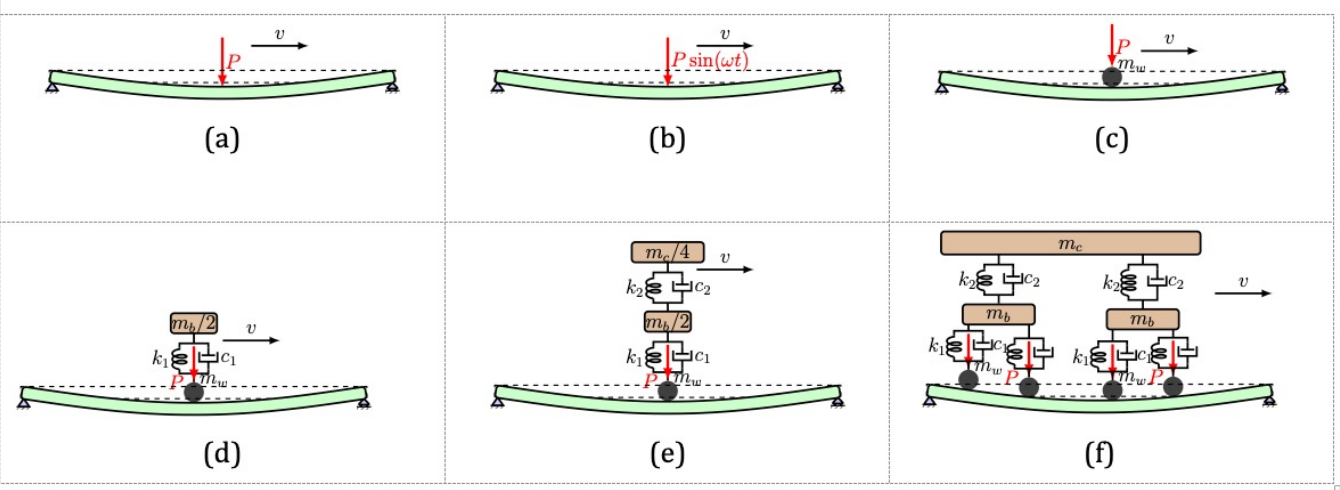 v
P
(a)
v
P sin(ωt)
(b)
v
P
m_w
(c)
m_b/2
v
k_1
c_1
P
m_w
(d)
m_c/4
v
k_2
c_2
m_b/2
k_1
c_1
P
m_w
(e)
m_c
k_2
c_2
k_2
c_2
v
m_b
m_b
k_1
c_1
k_1
c_1
m_w
P
m_w
P
(f)